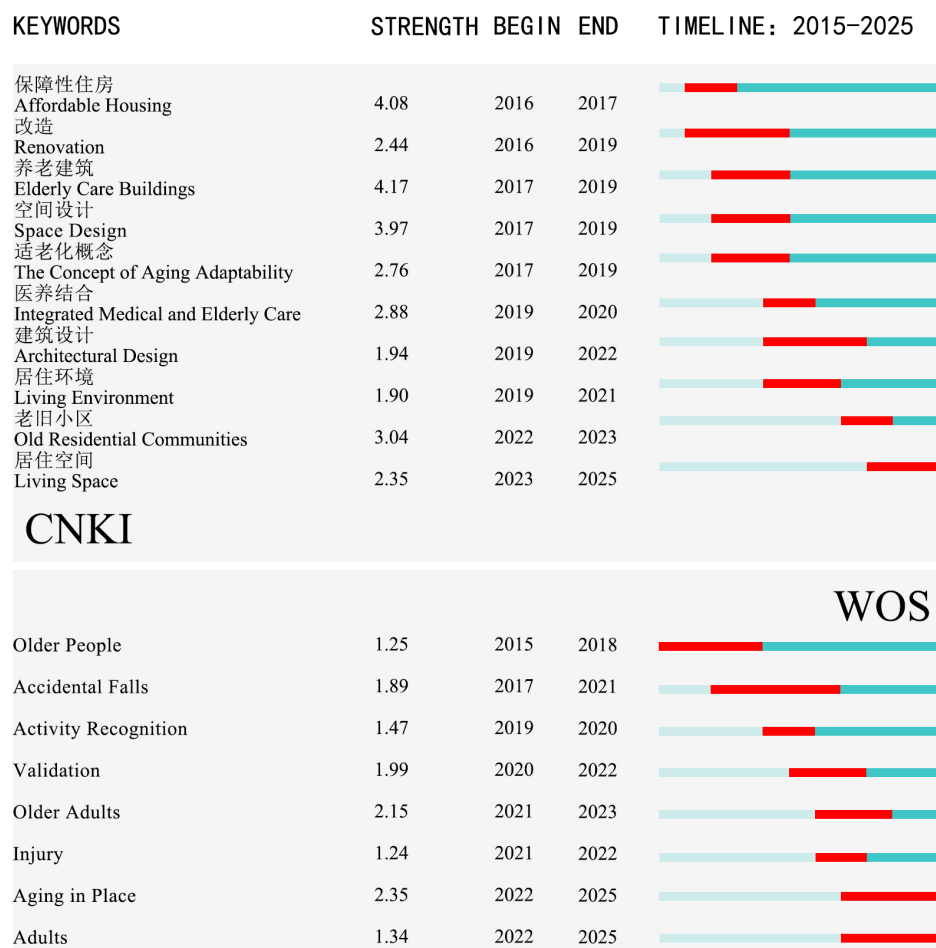 KEYWORDS STRENGTH BEGIN END TIMELINE: 2015-2025
保障性住房
Affordable Housing 4.08 2016 2017
改造
Renovation 2.44 2016 2019
养老建筑
Elderly Care Buildings 4.17 2017 2019
空间设计
Space Design 3.97 2017 2019
适老化概念
The Concept of Aging Adaptability 2.76 2017 2019
医养结合
Integrated Medical and Elderly Care 2.88 2019 2020
建筑设计
Architectural Design 1.94 2019 2022
居住环境
Living Environment 1.90 2019 2021
老旧小区
Old Residential Communities 3.04 2022 2023
居住空间
Living Space 2.35 2023 2025
CNKI
WOS
Older People 1.25 2015 2018
Accidental Falls 1.89 2017 2021
Activity Recognition 1.47 2019 2020
Validation 1.99 2020 2022
Older Adults 2.15 2021 2023
Injury 1.24 2021 2022
Aging in Place 2.35 2022 2025
Adults 1.34 2022 2025